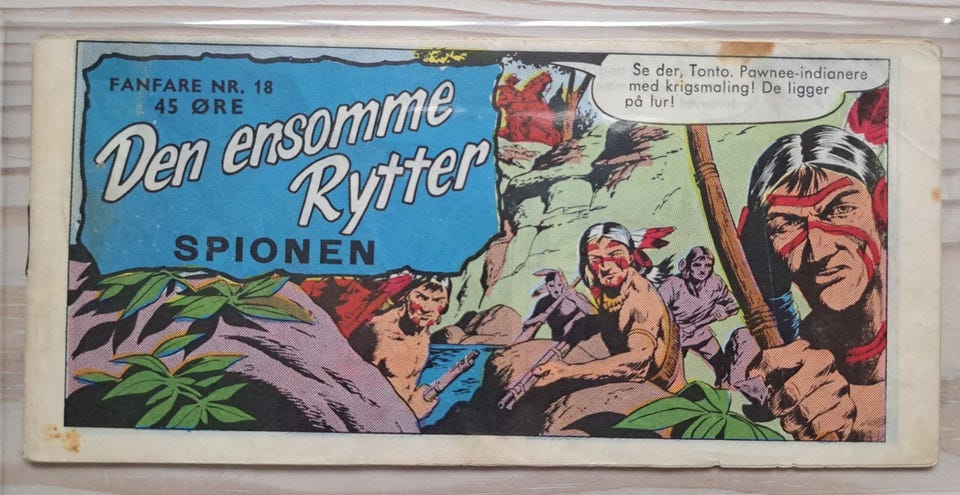 FANFARE NR. 18
45 ØRE
Den ensomme
Rytter
SPIONEN
Se der, Tonto. Pawnee-indianere
med krigsmaling! De ligger
på lur!